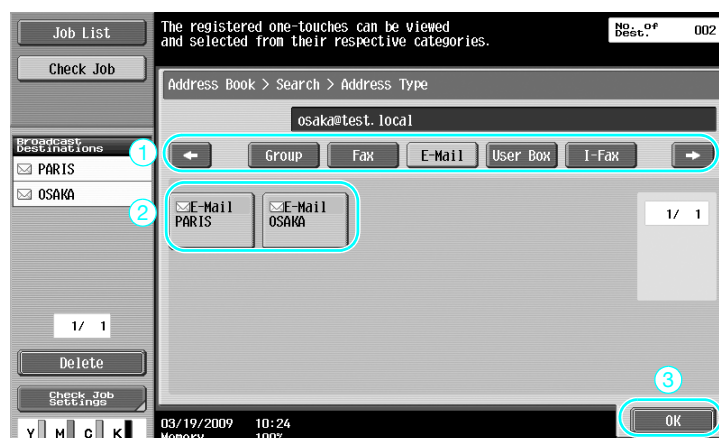 Job List
Check Job
The registered one-touches can be viewed
and selected from their respective categories.
No. of
Dest. 002
Address Book > Search > Address Type
osaka@test.local
Broadcast
Destinations
PARIS
OSAKA
1
← Group Fax E-Mail User Box I-Fax →
2
E-Mail
PARIS
E-Mail
OSAKA
1/ 1
1/ 1
Delete
Check Job
Settings
3
OK
Y M C K
03/19/2009 10:24
Memory 100%